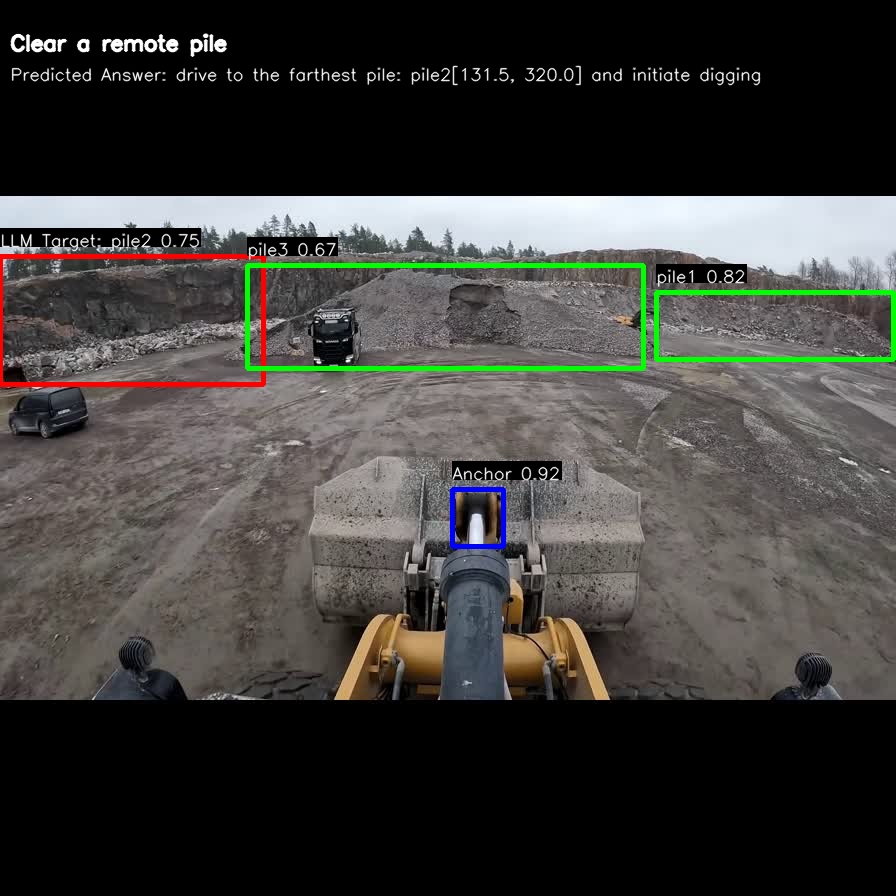 Clear a remote pile
Predicted Answer: drive to the farthest pile: pile2[131.5, 320.0] and initiate digging
LLM Target: pile2 0.75
pile3 0.67
pile1 0.82
Anchor 0.92